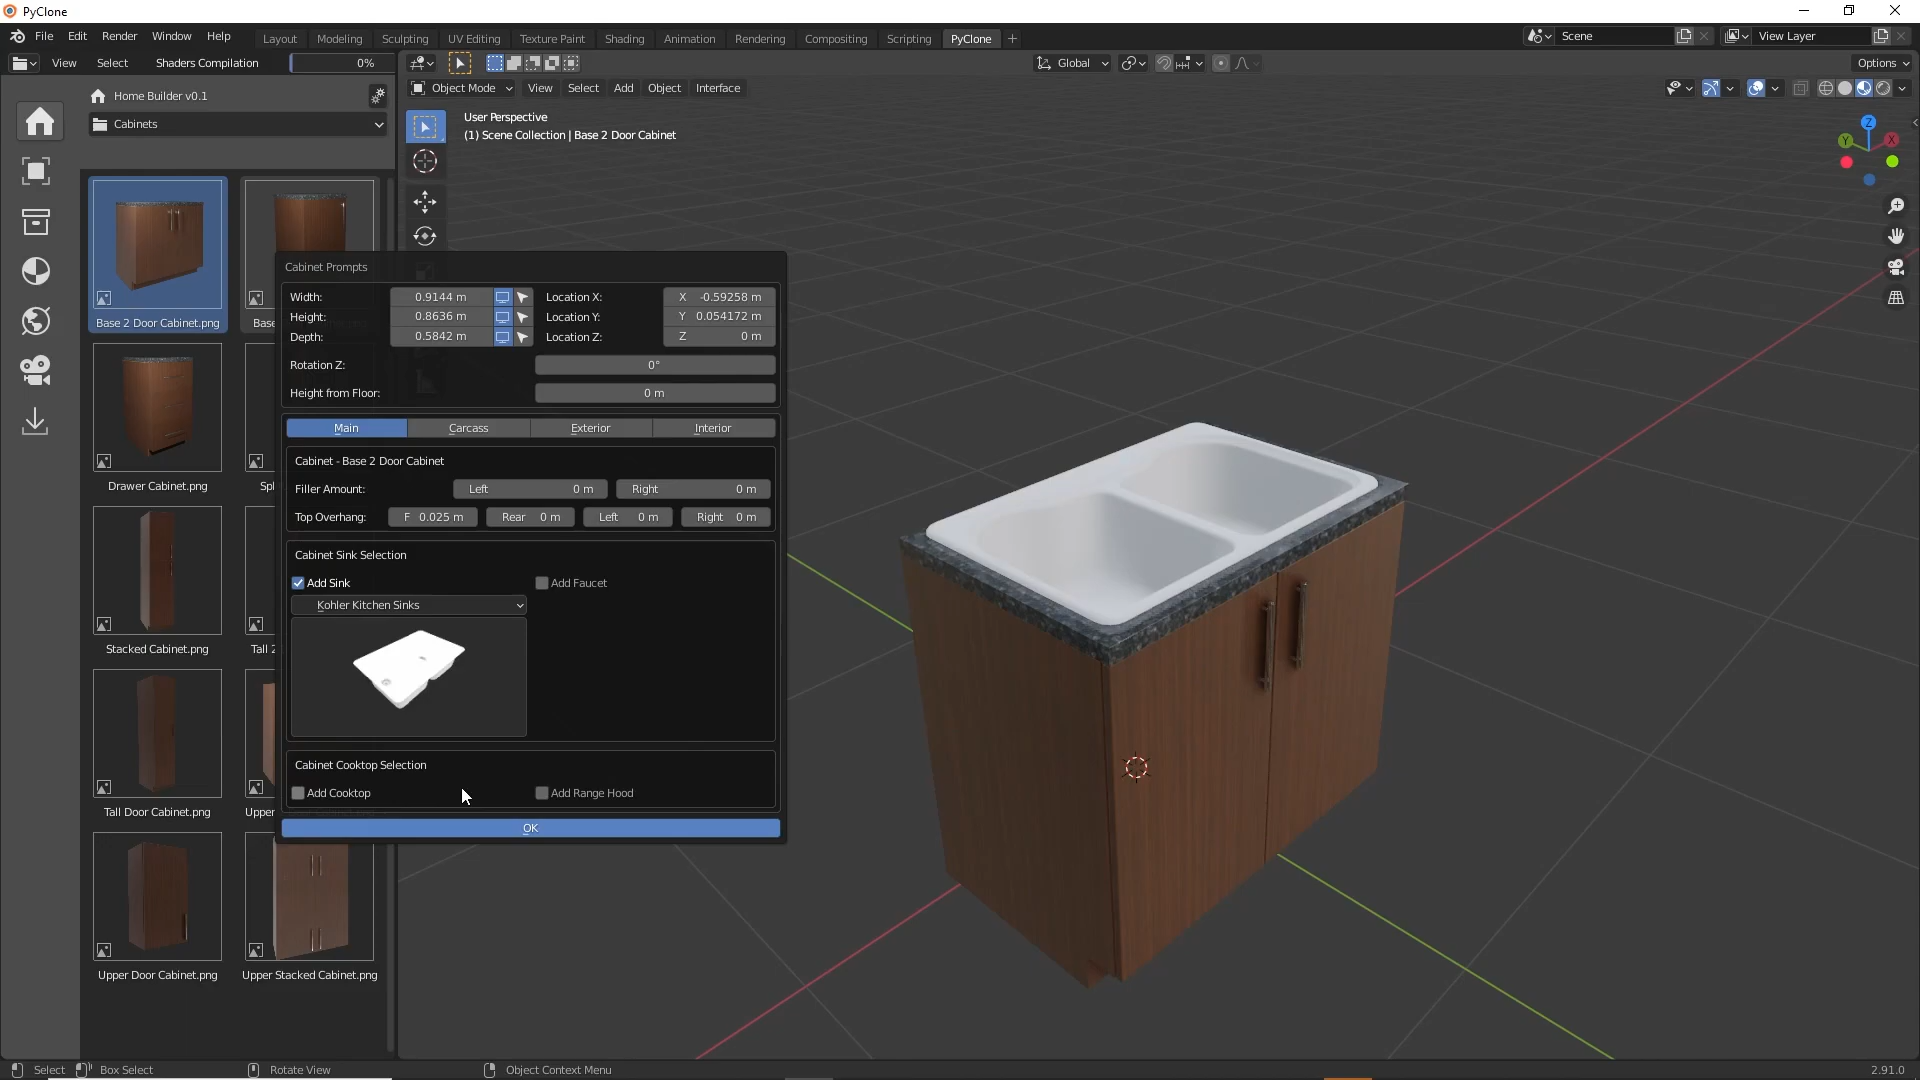 PyClone
File Edit Render Window Help Layout Modeling Sculpting UV Editing Texture Paint Shading Animation Rendering Compositing Scripting PyClone + Scene View Layer
View Select Shaders Compilation 0% Global Options
Home Builder v0.1
Object Mode View Select Add Object Interface
Cabinets
User Perspective
(1) Scene Collection | Base 2 Door Cabinet
Z
Y X
Base 2 Door Cabinet.png
Base
Drawer Cabinet.png
Spl
Stacked Cabinet.png
Tall 2
Tall Door Cabinet.png
Upper
Upper Door Cabinet.png
Upper Stacked Cabinet.png
Cabinet Prompts
Width: 0.9144 m Location X: X -0.59258 m
Height: 0.8636 m Location Y: Y 0.054172 m
Depth: 0.5842 m Location Z: Z 0 m
Rotation Z: 0°
Height from Floor: 0 m
Main Carcass Exterior Interior
Cabinet - Base 2 Door Cabinet
Filler Amount: Left 0 m Right 0 m
Top Overhang: F 0.025 m Rear 0 m Left 0 m Right 0 m
Cabinet Sink Selection
Add Sink Add Faucet
Kohler Kitchen Sinks
Cabinet Cooktop Selection
Add Cooktop Add Range Hood
OK
Select Box Select Rotate View Object Context Menu 2.91.0